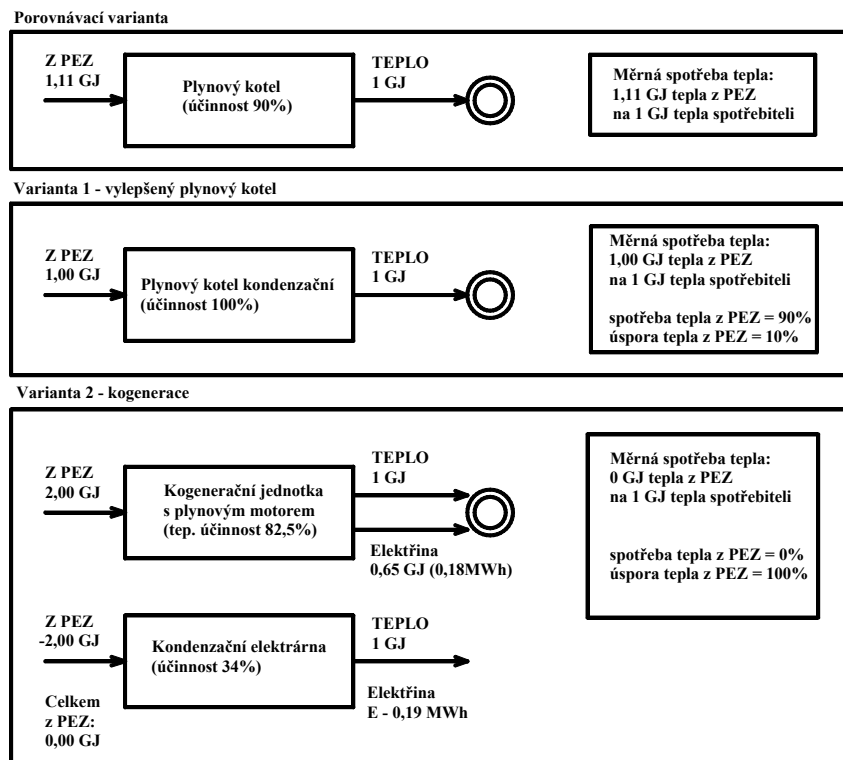 Porovnávací varianta
Z PEZ
1,11 GJ
Plynový kotel
(účinnost 90%)
TEPLO
1 GJ
Měrná spotřeba tepla:
1,11 GJ tepla z PEZ
na 1 GJ tepla spotřebiteli
Varianta 1 - vylepšený plynový kotel
Z PEZ
1,00 GJ
Plynový kotel kondenzační
(účinnost 100%)
TEPLO
1 GJ
Měrná spotřeba tepla:
1,00 GJ tepla z PEZ
na 1 GJ tepla spotřebiteli
spotřeba tepla z PEZ = 90%
úspora tepla z PEZ = 10%
Varianta 2 - kogenerace
Z PEZ
2,00 GJ
Kogenerační jednotka
s plynovým motorem
(tep. účinnost 82,5%)
TEPLO
1 GJ
Elektřina
0,65 GJ (0,18MWh)
Měrná spotřeba tepla:
0 GJ tepla z PEZ
na 1 GJ tepla spotřebiteli
spotřeba tepla z PEZ = 0%
úspora tepla z PEZ = 100%
Z PEZ
-2,00 GJ
Kondenzační elektrárna
(účinnost 34%)
TEPLO
1 GJ
Elektřina
E - 0,19 MWh
Celkem
z PEZ:
0,00 GJ